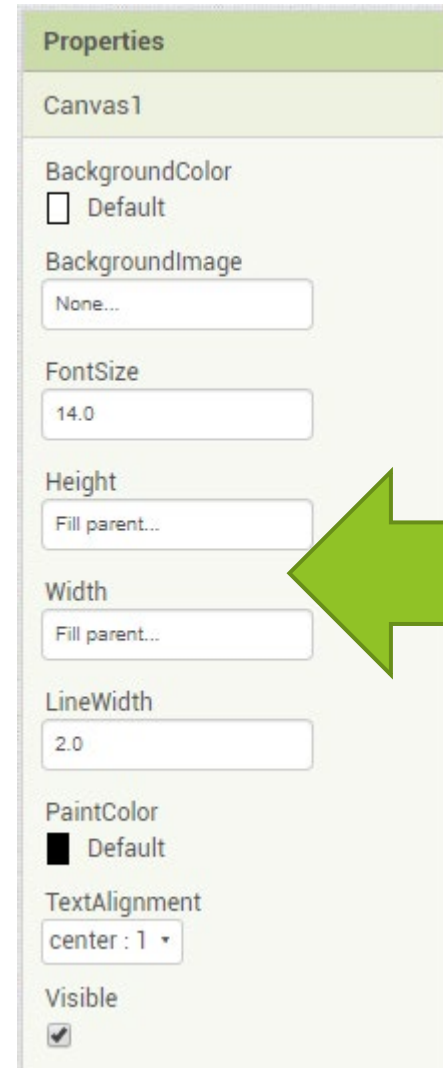 Properties
Canvas1
BackgroundColor
Default
BackgroundImage
None...
FontSize
14.0
Height
Fill parent...
Width
Fill parent...
LineWidth
2.0
PaintColor
Default
TextAlignment
center : 1
Visible